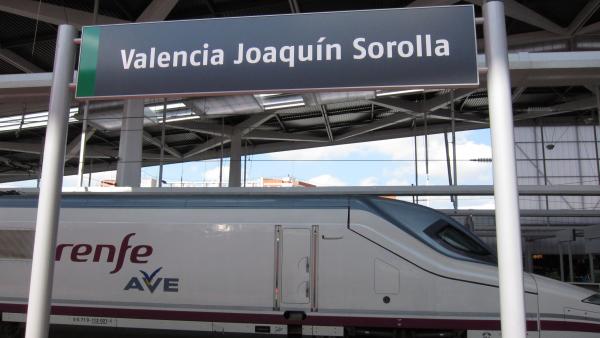 Valencia Joaquín Sorolla
renfe
AVE